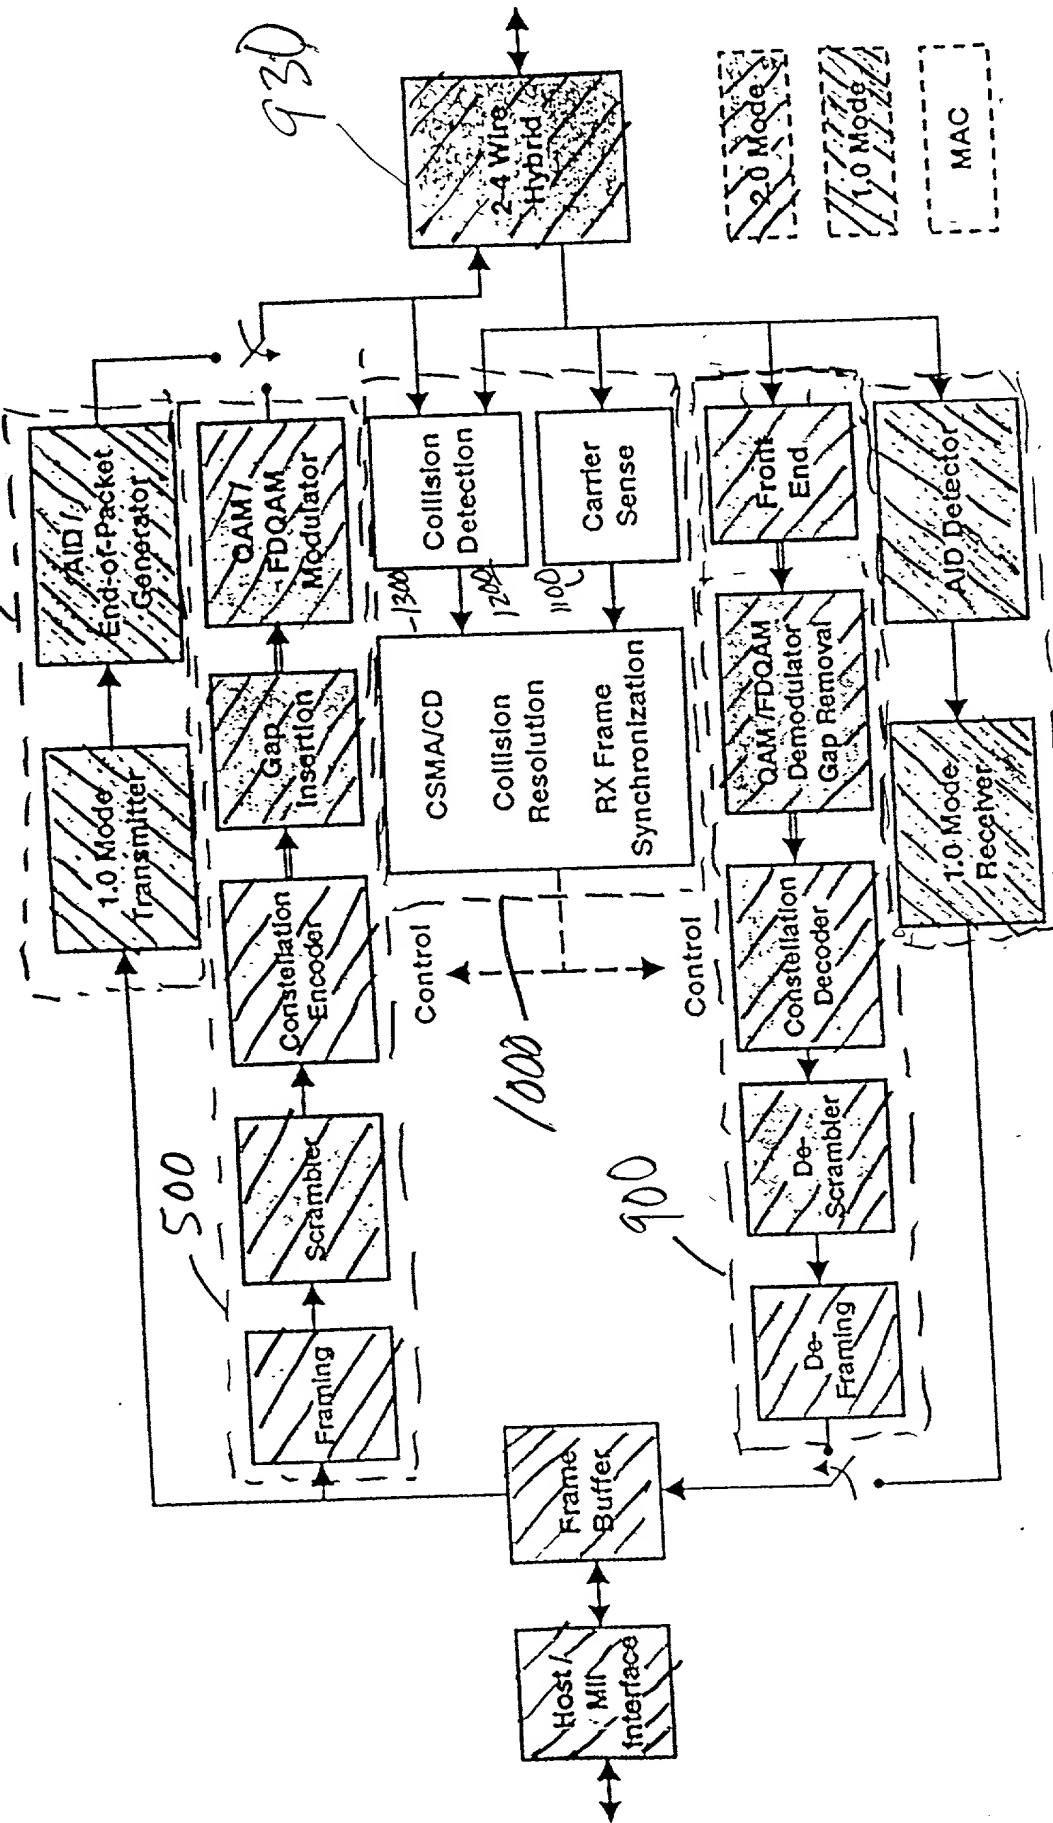 Host /
MII
Interface
Frame
Buffer
1.0 Mode
Transmitter
AID /
End-of-Packet
Generator
500
Framing
Scrambler
Constellation
Encoder
Gap
Insertion
QAM /
FDQAM
Modulator
Control
1000
Control
CSMA/CD
Collision
Resolution
RX Frame
Synchronization
1300
1200
1100
Collision
Detection
Carrier
Sense
900
De-
Framing
De-
Scrambler
Constellation
Decoder
QAM /FDQAM
Demodulator
Gap Removal
Front
End
1.0 Mode
Receiver
AID Detector
930
2-4 Wire
Hybrid
2.0 Mode
1.0 Mode
MAC